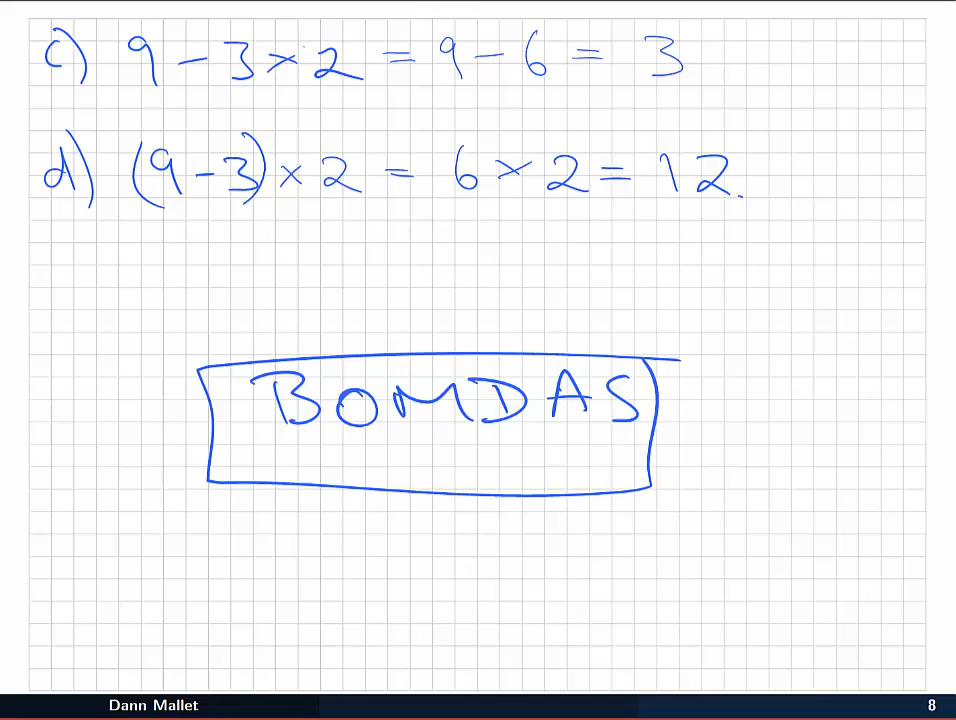 c) 9 - 3 × 2 = 9 - 6 = 3
d) (9 - 3) × 2 = 6 × 2 = 12.
BOMDAS
Dann Mallet 8